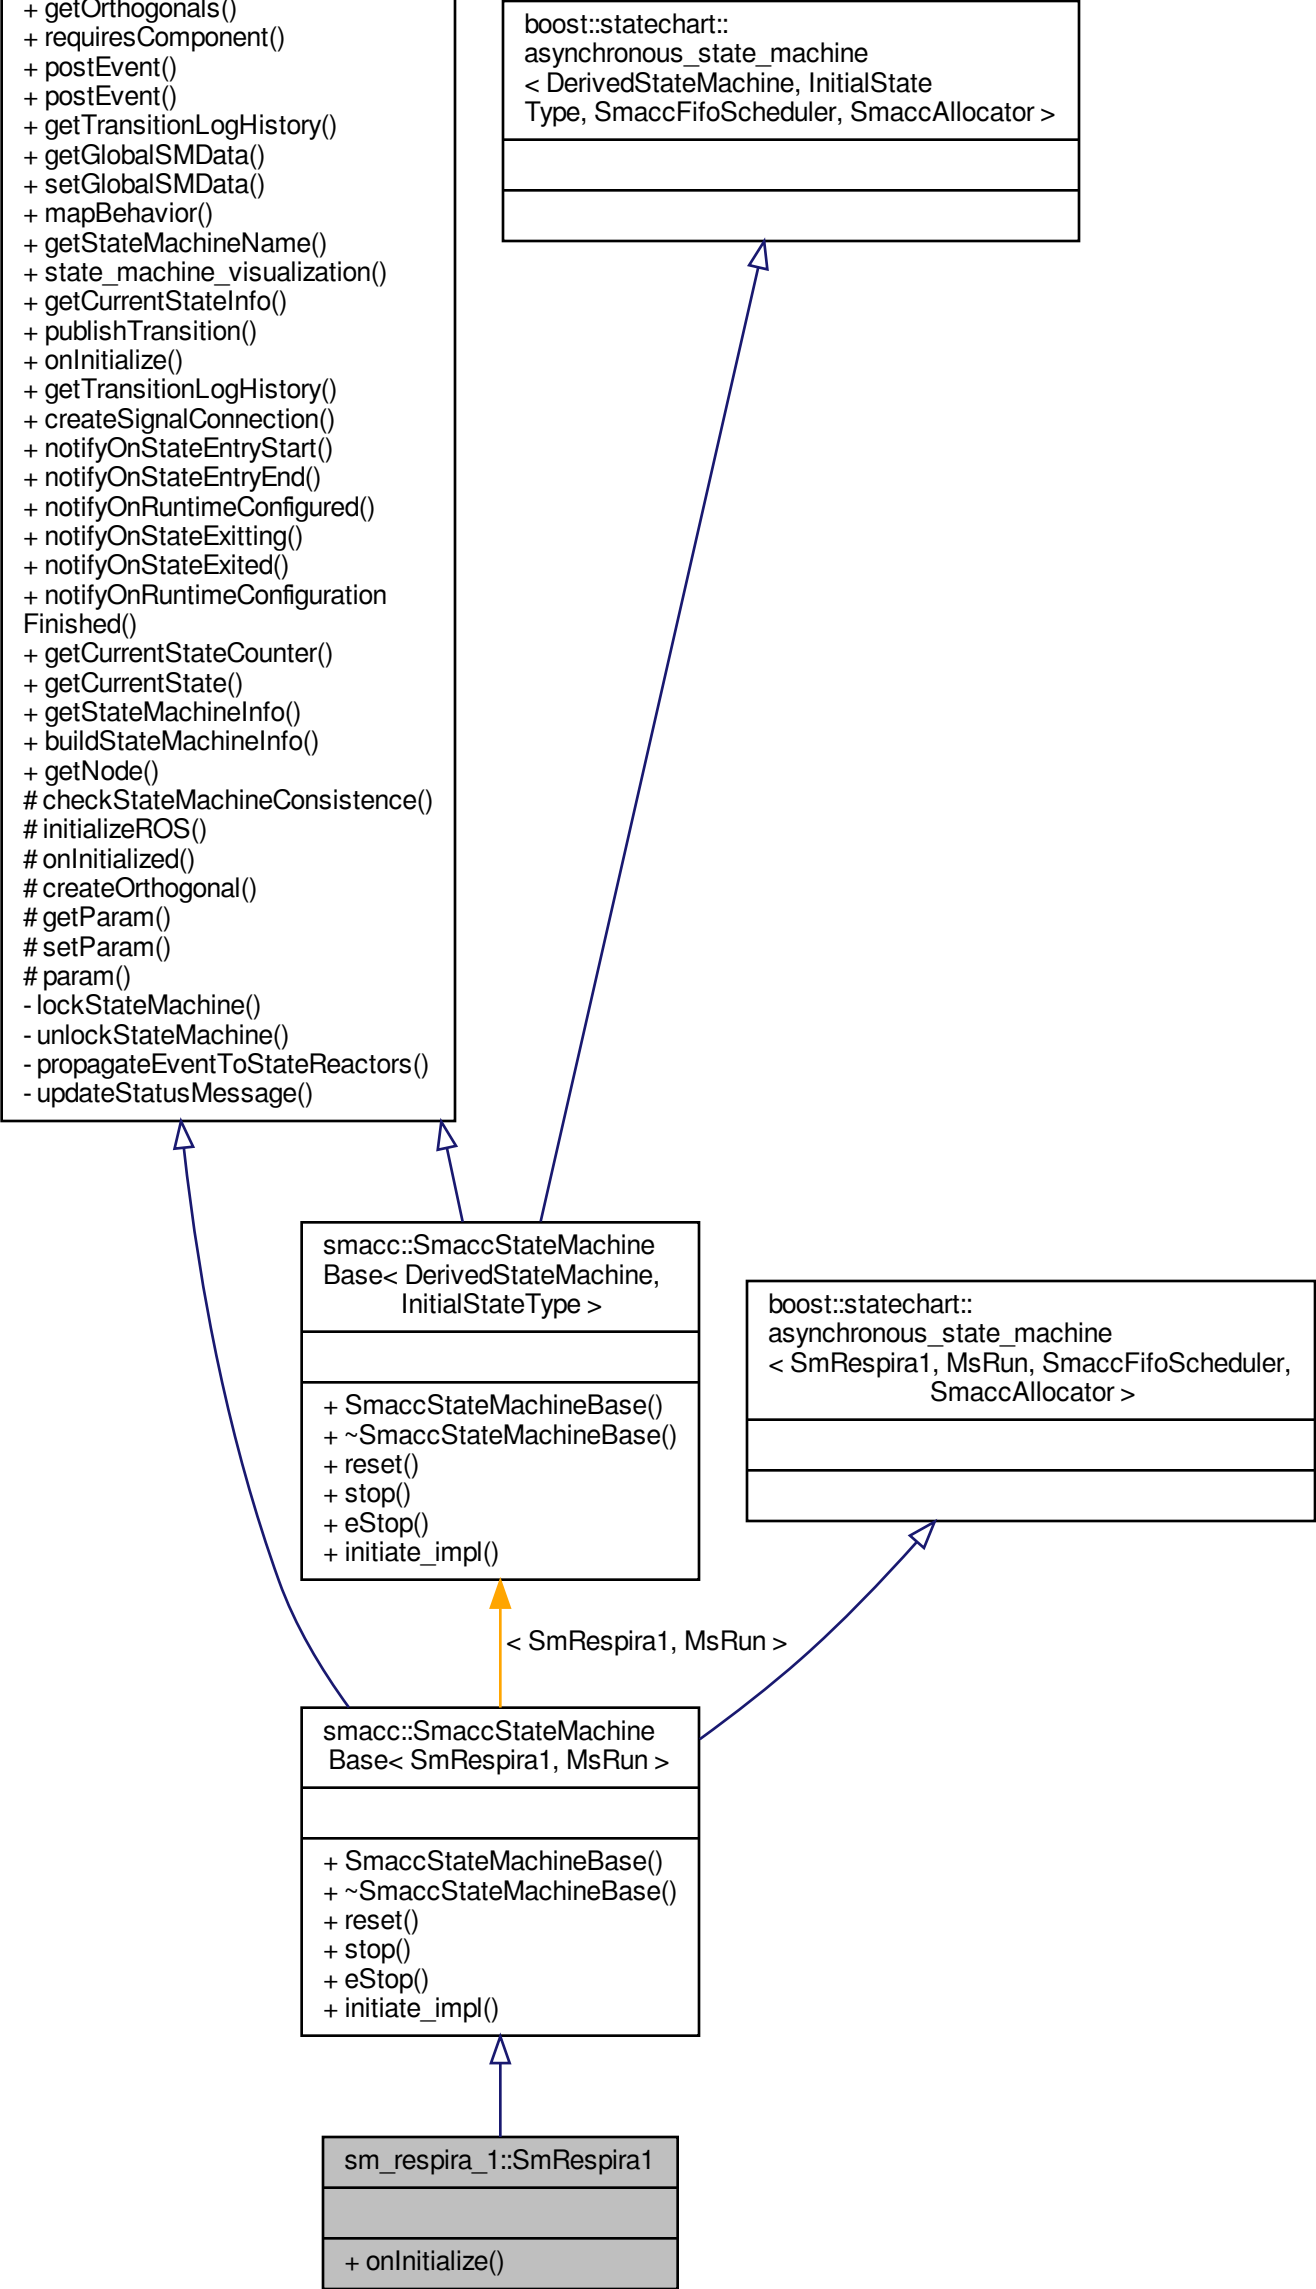 + getOrthogonals()
+ requiresComponent()
+ postEvent()
+ postEvent()
+ getTransitionLogHistory()
+ getGlobalSMData()
+ setGlobalSMData()
+ mapBehavior()
+ getStateMachineName()
+ state_machine_visualization()
+ getCurrentStateInfo()
+ publishTransition()
+ onInitialize()
+ getTransitionLogHistory()
+ createSignalConnection()
+ notifyOnStateEntryStart()
+ notifyOnStateEntryEnd()
+ notifyOnRuntimeConfigured()
+ notifyOnStateExitting()
+ notifyOnStateExited()
+ notifyOnRuntimeConfiguration
Finished()
+ getCurrentStateCounter()
+ getCurrentState()
+ getStateMachineInfo()
+ buildStateMachineInfo()
+ getNode()
# checkStateMachineConsistence()
# initializeROS()
# onInitialized()
# createOrthogonal()
# getParam()
# setParam()
# param()
- lockStateMachine()
- unlockStateMachine()
- propagateEventToStateReactors()
- updateStatusMessage()
boost::statechart::
asynchronous_state_machine
< DerivedStateMachine, InitialState
Type, SmaccFifoScheduler, SmaccAllocator >
smacc::SmaccStateMachine
Base< DerivedStateMachine,
InitialStateType >
+ SmaccStateMachineBase()
+ ~SmaccStateMachineBase()
+ reset()
+ stop()
+ eStop()
+ initiate_impl()
boost::statechart::
asynchronous_state_machine
< SmRespira1, MsRun, SmaccFifoScheduler,
SmaccAllocator >
< SmRespira1, MsRun >
smacc::SmaccStateMachine
Base< SmRespira1, MsRun >
+ SmaccStateMachineBase()
+ ~SmaccStateMachineBase()
+ reset()
+ stop()
+ eStop()
+ initiate_impl()
sm_respira_1::SmRespira1
+ onInitialize()